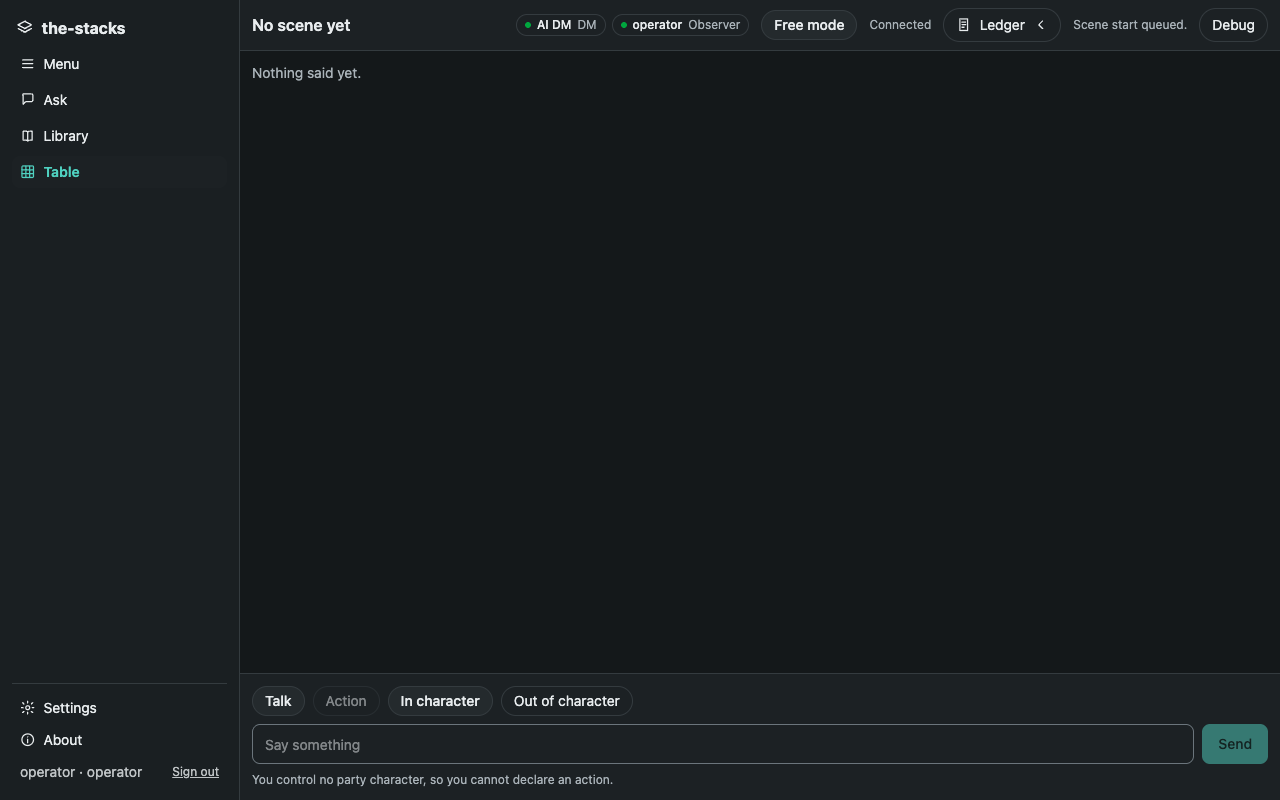 the-stacks
Menu
Ask
Library
Table
Settings
About
operator · operator
Sign out
No scene yet
AI DM DM
operator Observer
Free mode
Connected
Ledger
Scene start queued.
Debug
Nothing said yet.
Talk
Action
In character
Out of character
Say something
Send
You control no party character, so you cannot declare an action.